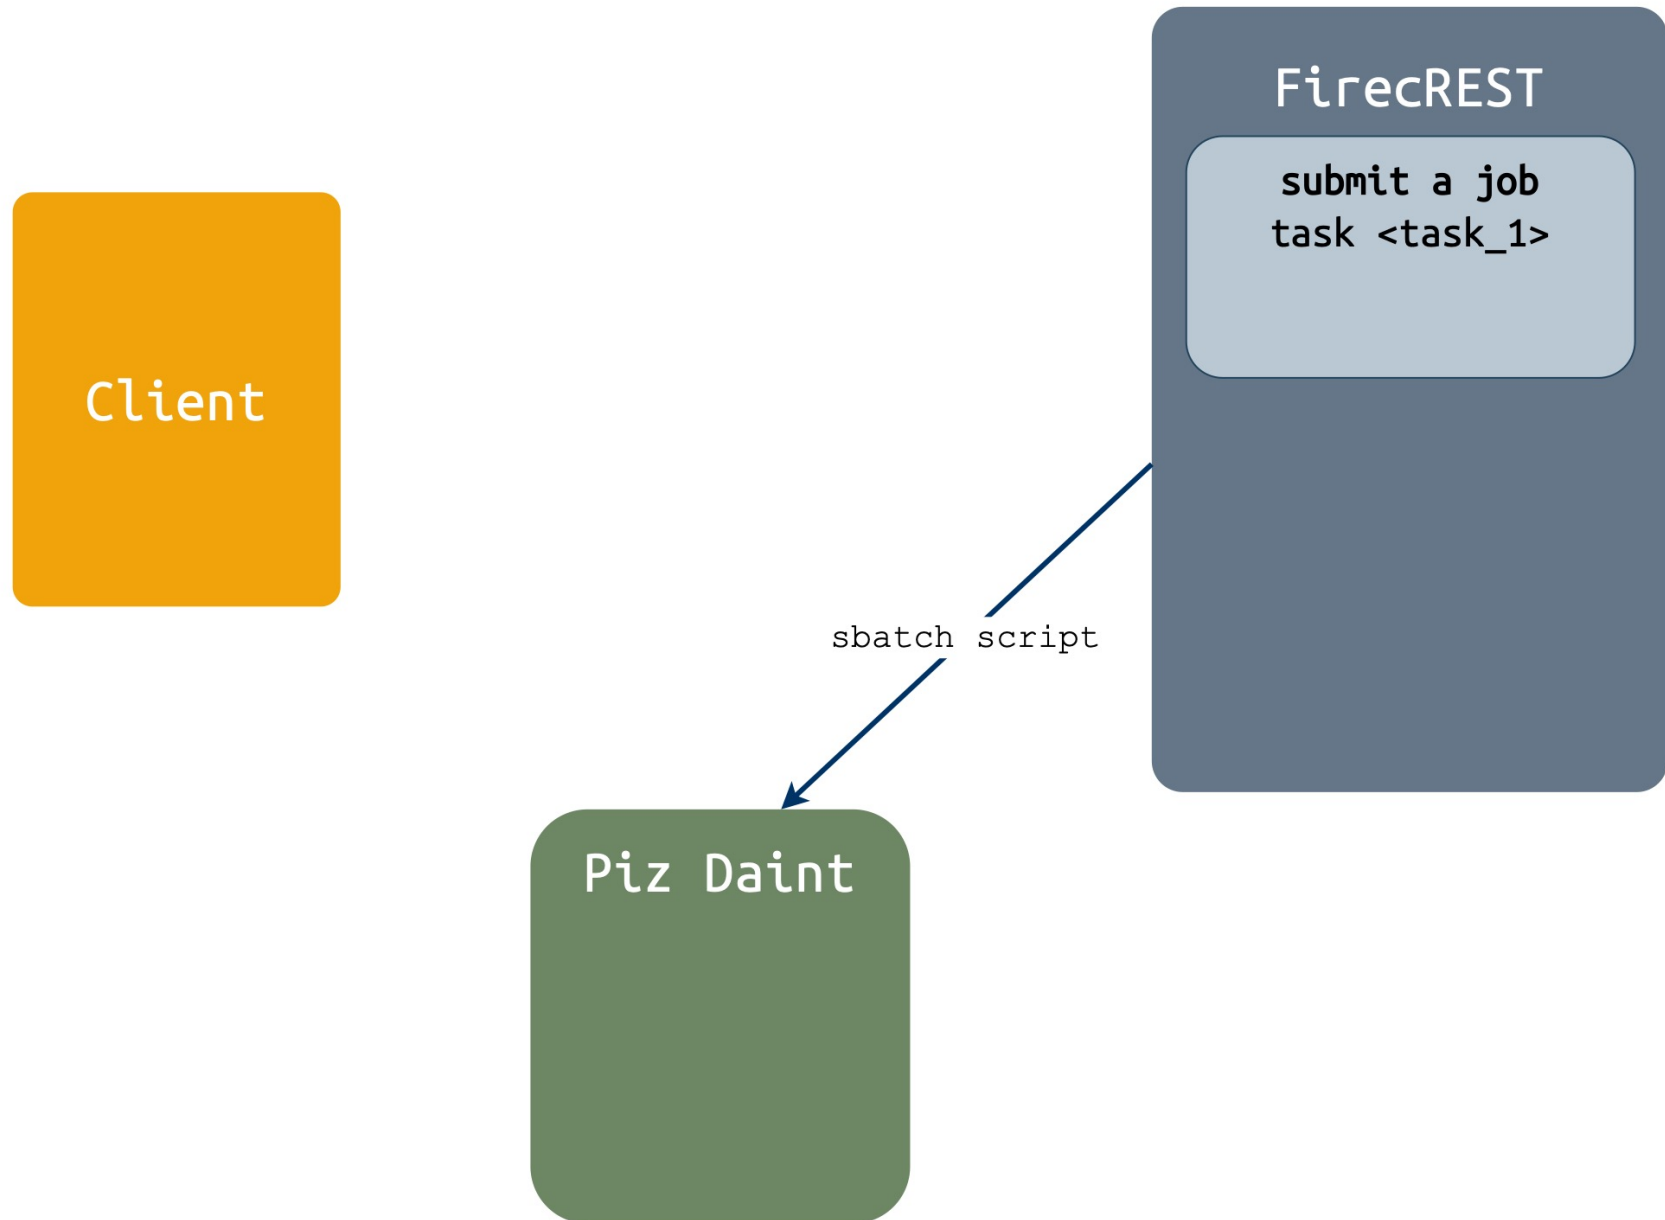 FirecREST
submit a job
task <task_1>
Client
sbatch script
Piz Daint